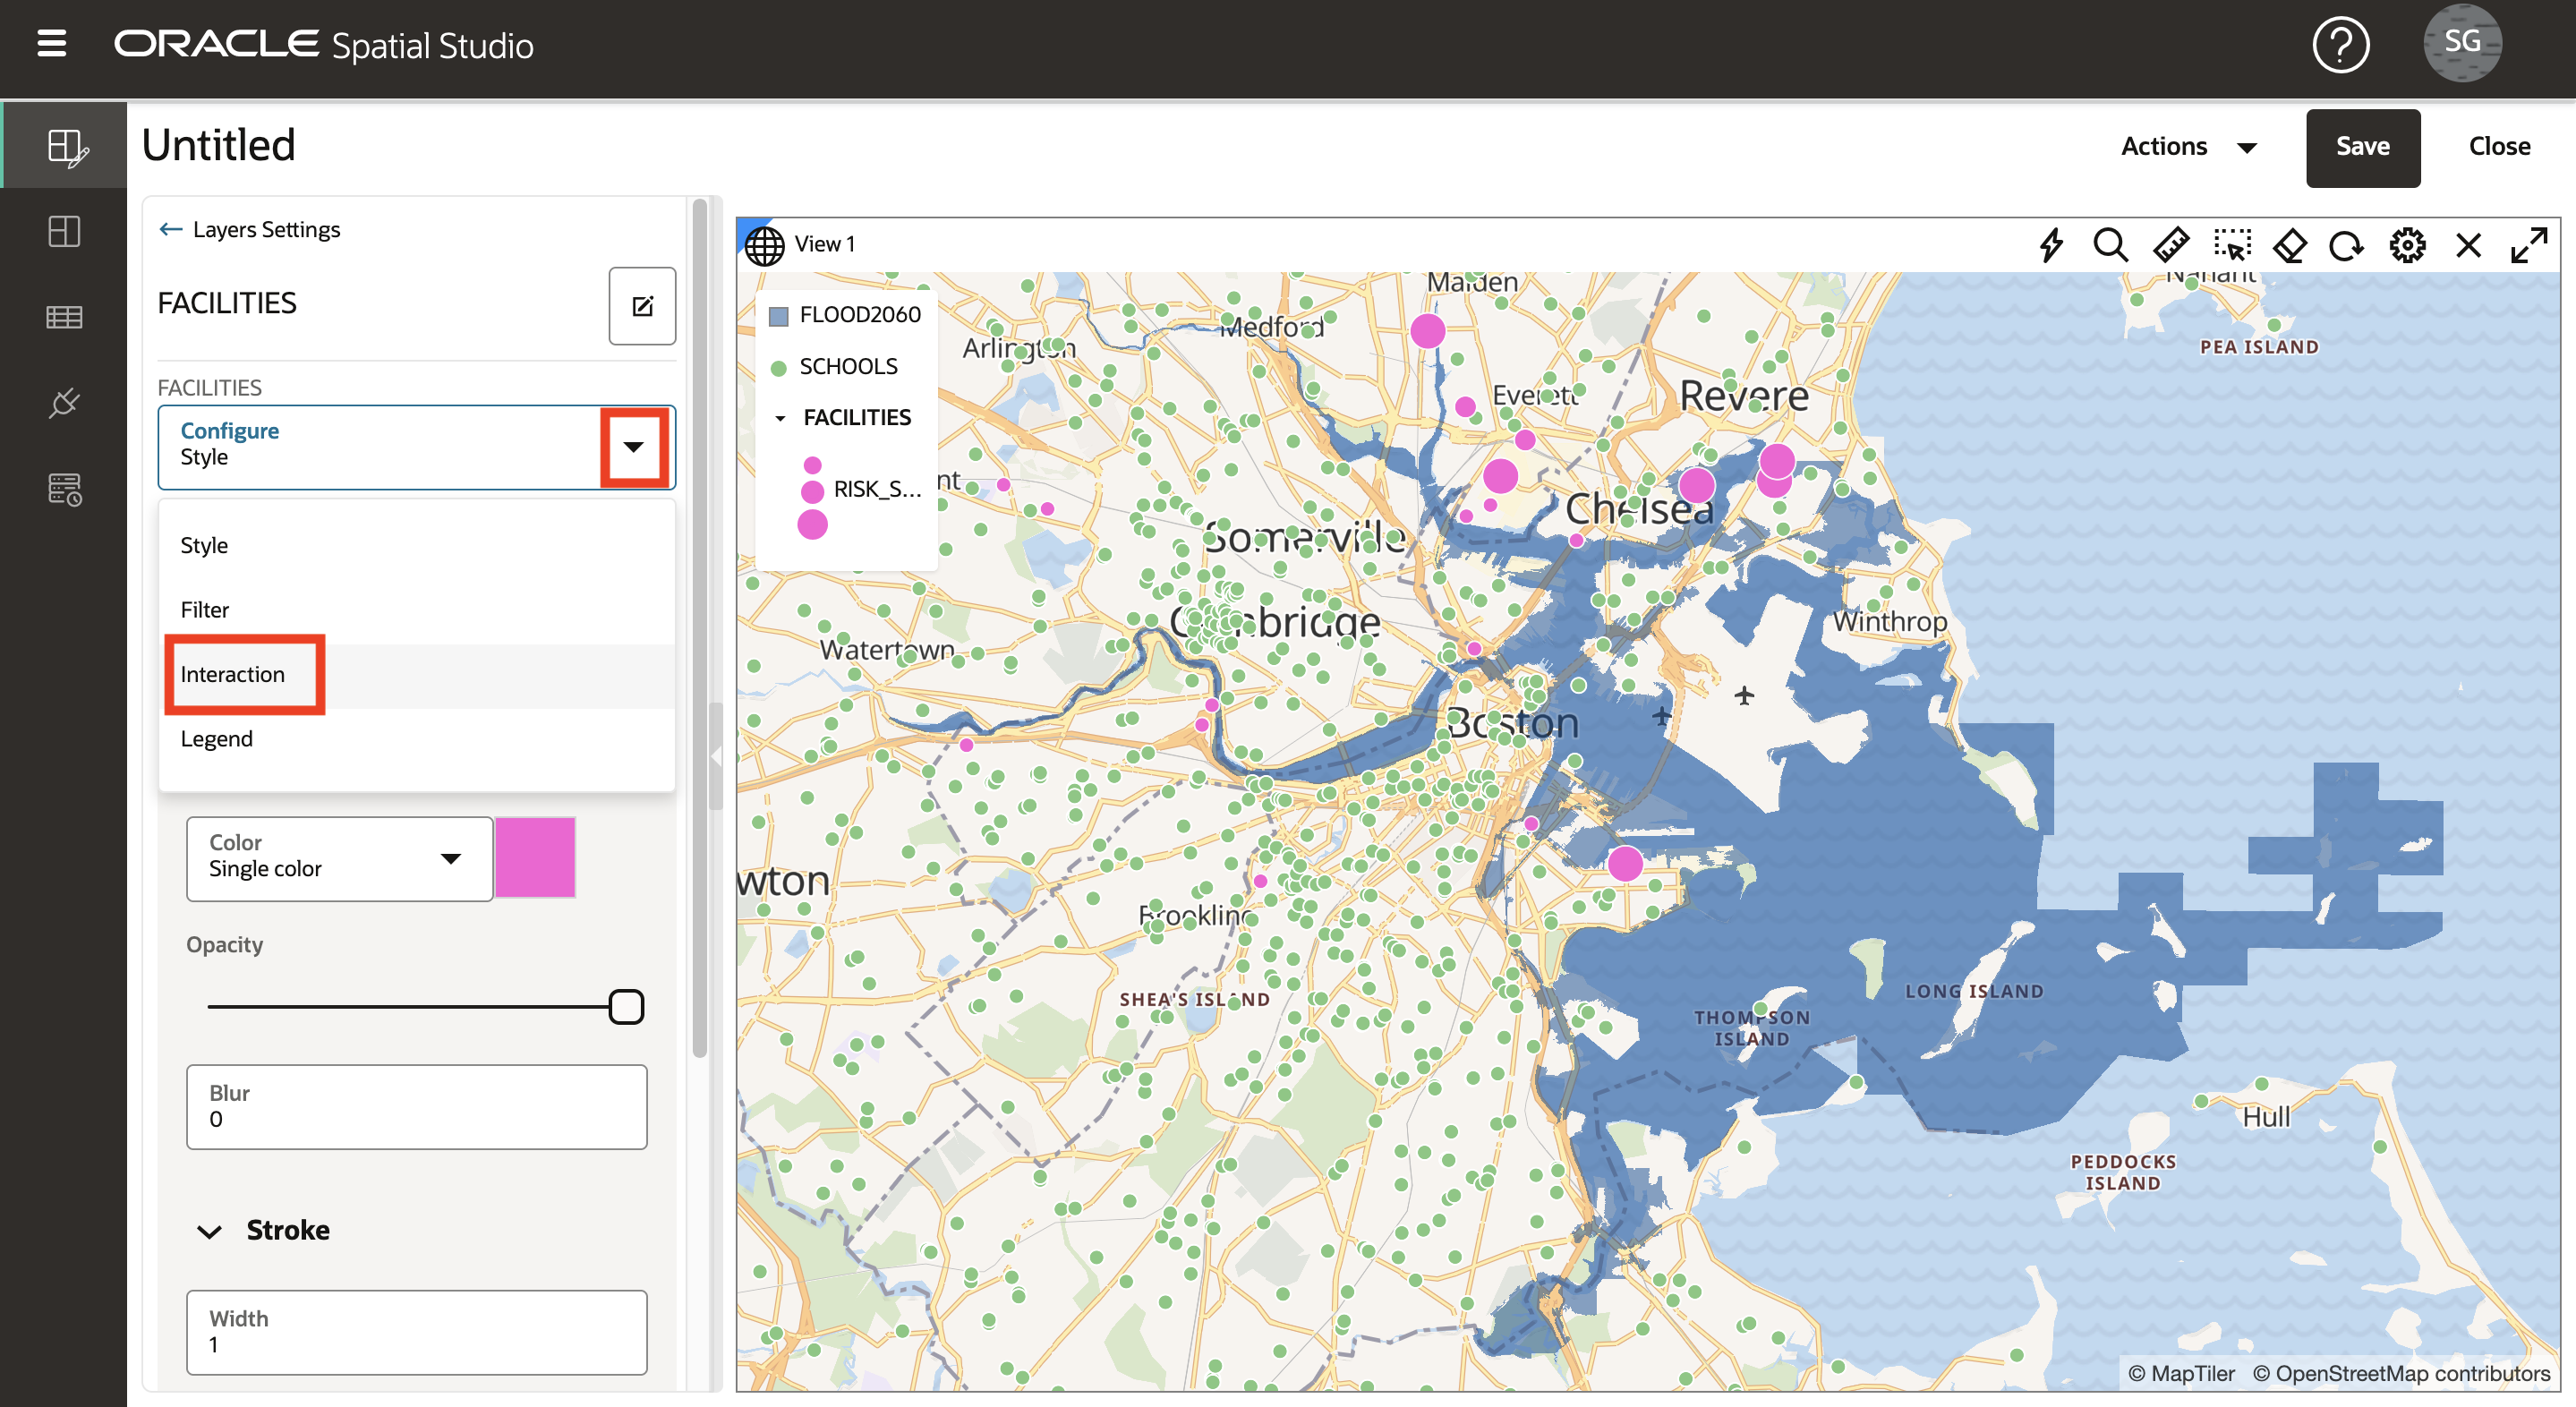 ORACLE Spatial Studio
SG
Untitled
Actions
Save
Close
Layers Settings
FACILITIES
FACILITIES
Configure
Style
Style
Filter
Interaction
Legend
Color
Single color
Opacity
Blur
0
Stroke
Width
1
View 1
FLOOD2060
SCHOOLS
FACILITIES
RISK_S...
Malden
Nahant
Medford
Arlington
PEA ISLAND
Everett
Revere
nt
Chelsea
Somerville
Cambridge
Winthrop
Watertown
Boston
wton
Brookline
SHEA'S ISLAND
LONG ISLAND
THOMPSON
ISLAND
Hull
PEDDOCKS
ISLAND
© MapTiler © OpenStreetMap contributors